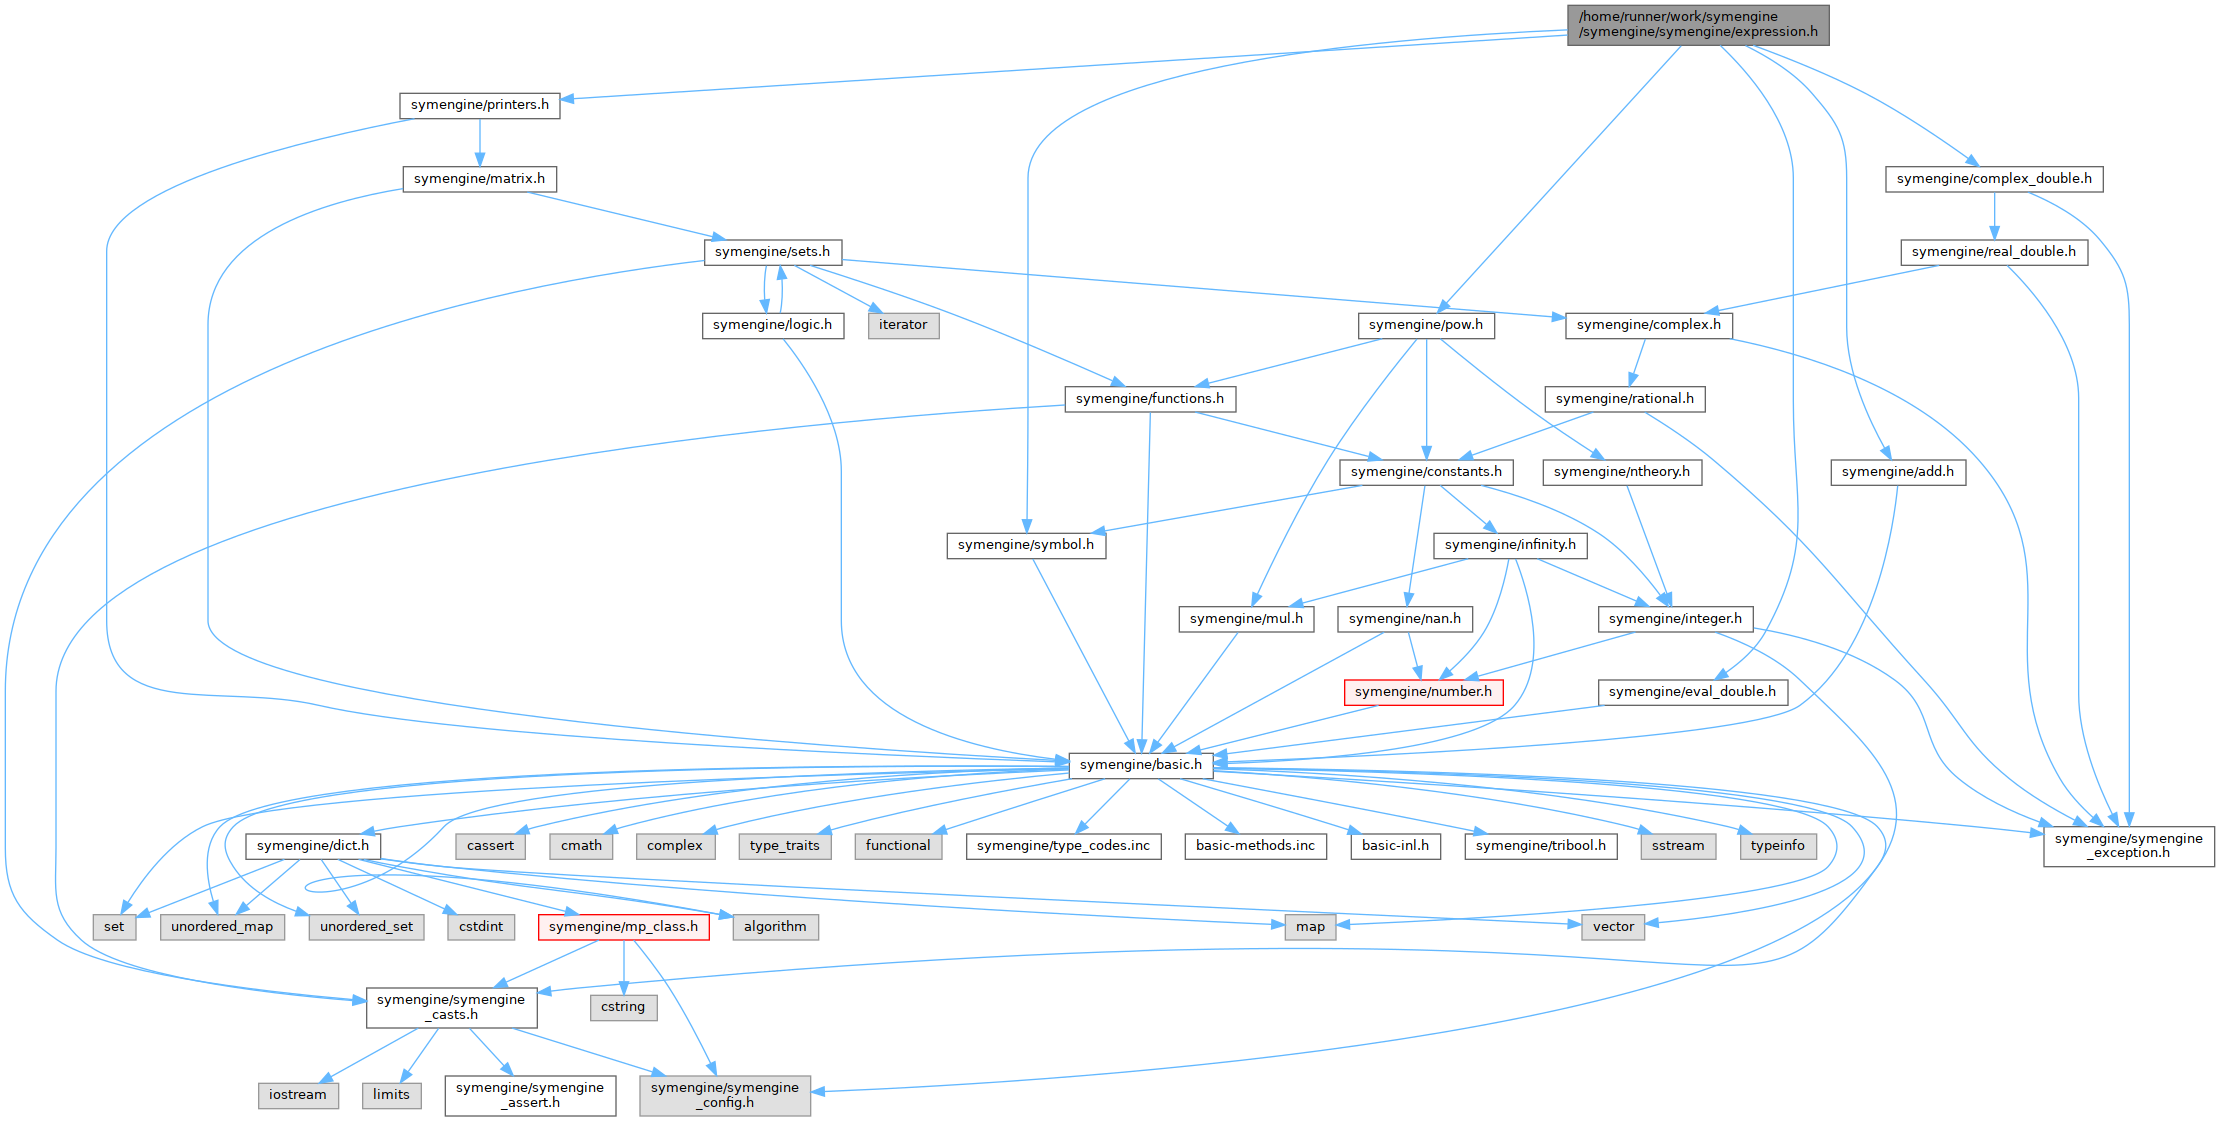 /home/runner/work/symengine
/symengine/symengine/expression.h
symengine/printers.h
symengine/matrix.h
symengine/complex_double.h
symengine/sets.h
symengine/real_double.h
symengine/logic.h
iterator
symengine/pow.h
symengine/complex.h
symengine/functions.h
symengine/rational.h
symengine/constants.h
symengine/ntheory.h
symengine/add.h
symengine/symbol.h
symengine/infinity.h
symengine/mul.h
symengine/nan.h
symengine/integer.h
symengine/number.h
symengine/eval_double.h
symengine/basic.h
symengine/dict.h
cassert
cmath
complex
type_traits
functional
symengine/type_codes.inc
basic-methods.inc
basic-inl.h
symengine/tribool.h
sstream
typeinfo
symengine/symengine
_exception.h
set
unordered_map
unordered_set
cstdint
symengine/mp_class.h
algorithm
map
vector
symengine/symengine
_casts.h
cstring
iostream
limits
symengine/symengine
_assert.h
symengine/symengine
_config.h